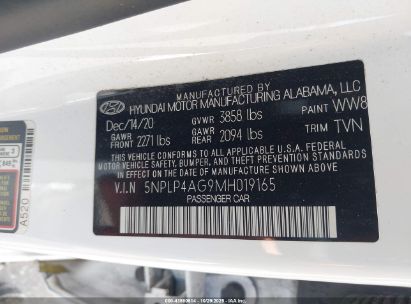 MANUFACTURED BY
HYUNDAI MOTOR MANUFACTURING ALABAMA, LLC
Dec/14/20 GVWR 3858 lbs PAINT WW8
GAWR FRONT 2271 lbs GAWR REAR 2094 lbs TRIM TVN
THIS VEHICLE CONFORMS TO ALL APPLICABLE U.S.A. FEDERAL
MOTOR VEHICLE SAFETY, BUMPER, AND THEFT PREVENTION
STANDARDS IN EFFECT ON THE DATE OF MANUFACTURE SHOWN
ABOVE.
V.I.N 5NPLP4AG9MH019165
PASSENGER CAR
A520